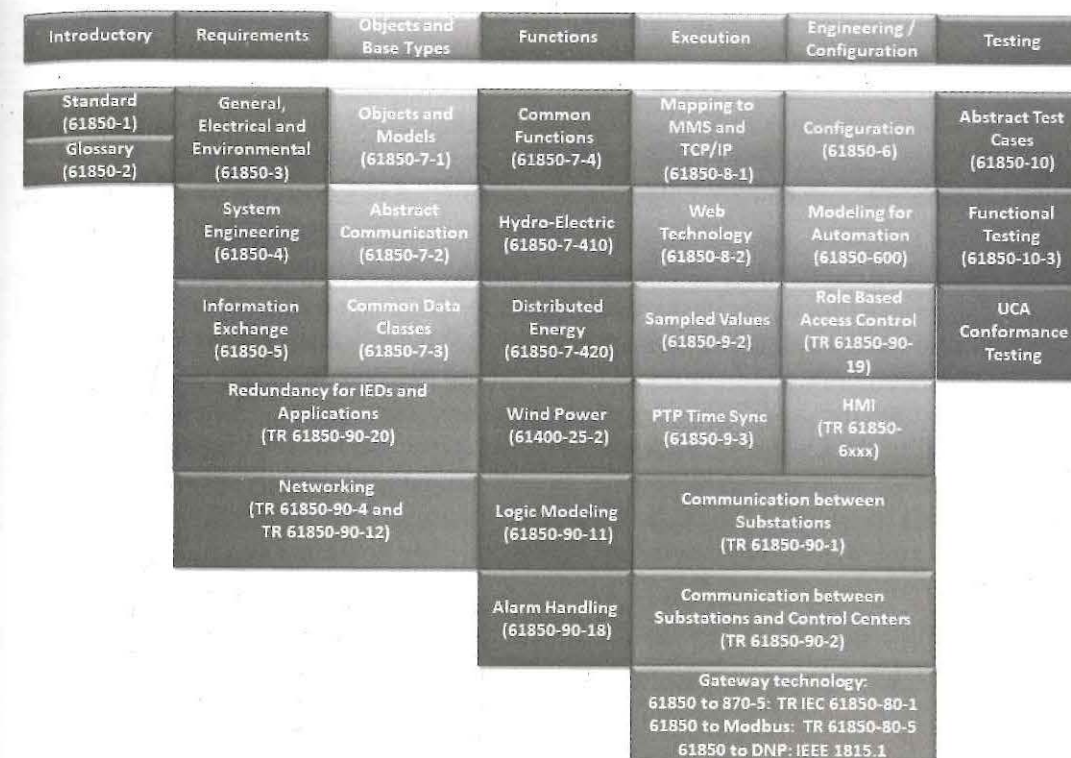 Introductory
Requirements
Objects and
Base Types
Functions
Execution
Engineering /
Configuration
Testing
Standard
(61850-1)
Glossary
(61850-2)
General,
Electrical and
Environmental
(61850-3)
Objects and
Models
(61850-7-1)
Common
Functions
(61850-7-4)
Mapping to
MMS and
TCP/IP
(61850-8-1)
Configuration
(61850-6)
Abstract Test
Cases
(61850-10)
System
Engineering
(61850-4)
Abstract
Communication
(61850-7-2)
Hydro-Electric
(61850-7-410)
Web
Technology
(61850-8-2)
Modeling for
Automation
(61850-600)
Functional
Testing
(61850-10-3)
Information
Exchange
(61850-5)
Common Data
Classes
(61850-7-3)
Distributed
Energy
(61850-7-420)
Sampled Values
(61850-9-2)
Role Based
Access Control
(TR 61850-90-
19)
UCA
Conformance
Testing
Redundancy for IEDs and
Applications
(TR 61850-90-20)
Wind Power
(61400-25-2)
PTP Time Sync
(61850-9-3)
HMI
(TR 61850-
6xxx)
Networking
(TR 61850-90-4 and
TR 61850-90-12)
Logic Modeling
(61850-90-11)
Communication between
Substations
(TR 61850-90-1)
Alarm Handling
(61850-90-18)
Communication between
Substations and Control Centers
(TR 61850-90-2)
Gateway technology:
61850 to 870-5: TR IEC 61850-80-1
61850 to Modbus: TR 61850-80-5
61850 to DNP: IEEE 1815.1